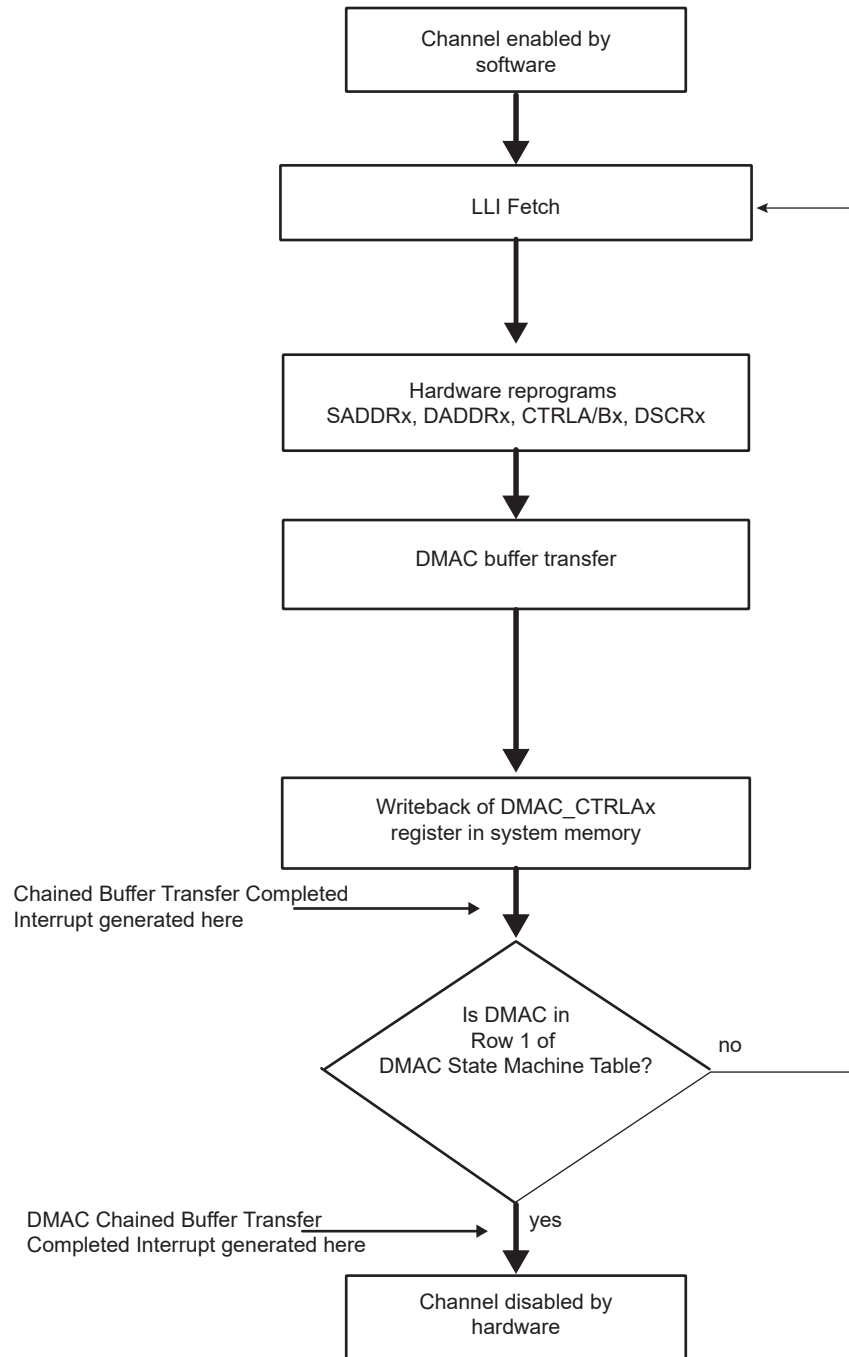 Channel enabled by
software
LLI Fetch
Hardware reprograms
SADDRx, DADDRx, CTRLA/Bx, DSCRx
DMAC buffer transfer
Writeback of DMAC_CTRLAx
register in system memory
Chained Buffer Transfer Completed
Interrupt generated here
Is DMAC in
Row 1 of
DMAC State Machine Table?
no
yes
DMAC Chained Buffer Transfer
Completed Interrupt generated here
Channel disabled by
hardware